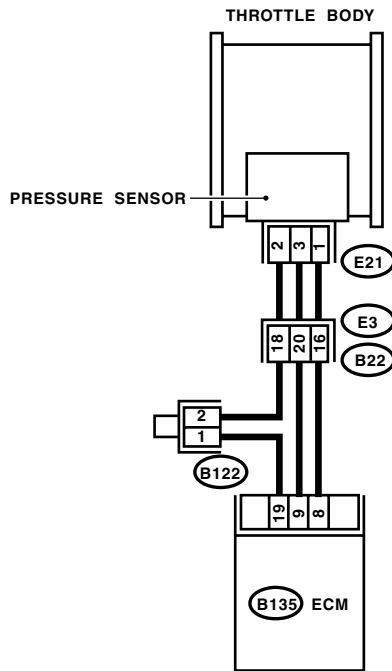 THROTTLE BODY
PRESSURE SENSOR
2 3 1
E21
E3
18 20 16
B22
2
1
B122
19 9 8
B135 ECM